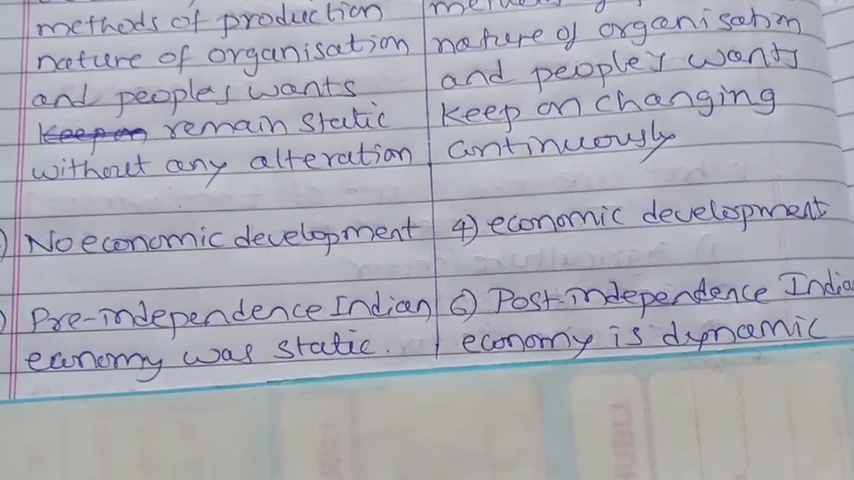 methods of production
nature of organisation
and peoples wants
keep on remain static
without any alteration
) No economic development
) Pre-independence Indian
economy was static.
nature of organisation
and people's wants
keep on changing
continuously
4) economic development
6) Post-independence India
economy is dynamic